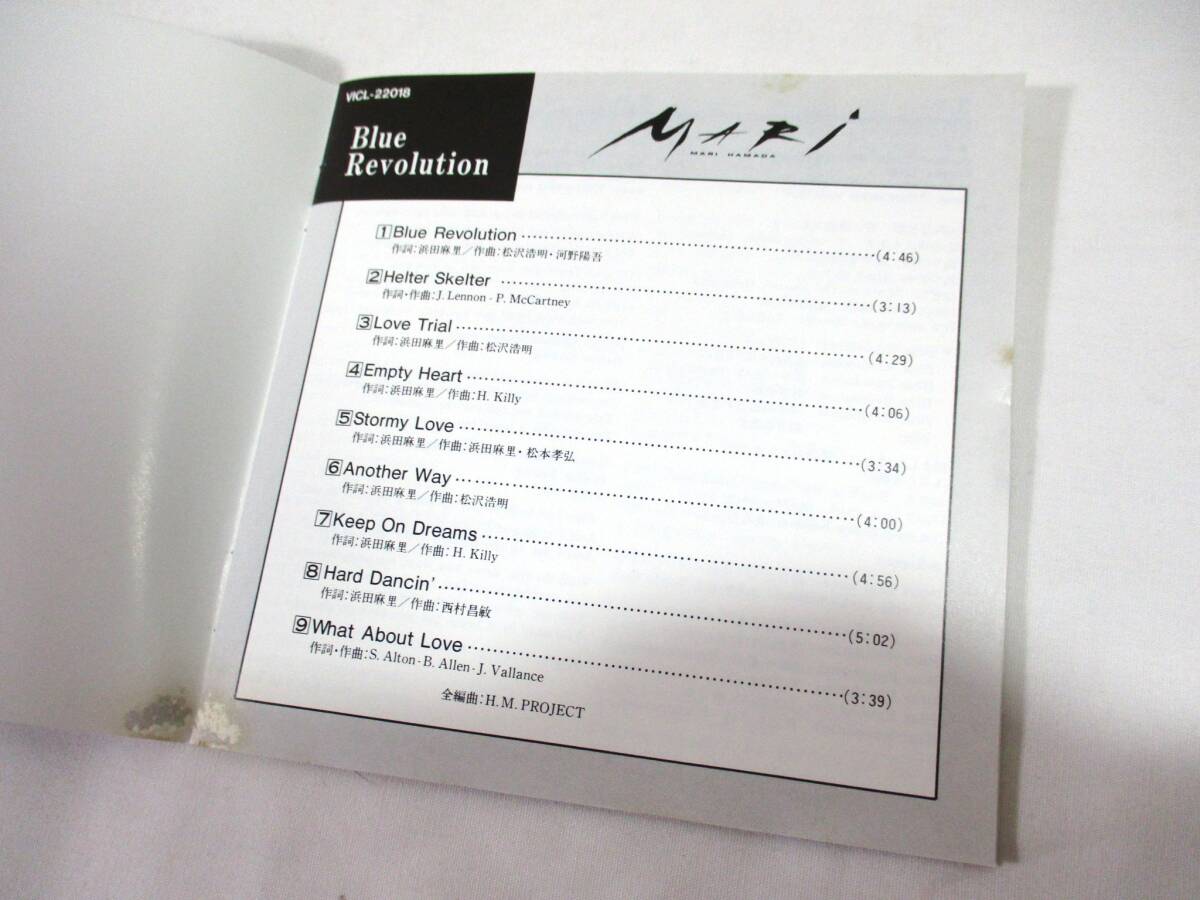 VICL-22018
Blue
Revolution
MARi
MARI HAMADA
1 Blue Revolution ……………………………………………… (4:46)
作詞：浜田麻里／作曲：松沢浩明・河野陽吾
2 Helter Skelter ……………………………………………… (3:13)
作詞・作曲：J. Lennon - P. McCartney
3 Love Trial ……………………………………………… (4:29)
作詞：浜田麻里／作曲：松沢浩明
4 Empty Heart ……………………………………………… (4:06)
作詞：浜田麻里／作曲：H. Killy
5 Stormy Love ……………………………………………… (3:34)
作詞：浜田麻里／作曲：浜田麻里・松本孝弘
6 Another Way ……………………………………………… (4:00)
作詞：浜田麻里／作曲：松沢浩明
7 Keep On Dreams ……………………………………………… (4:56)
作詞：浜田麻里／作曲：H. Killy
8 Hard Dancin' ……………………………………………… (5:02)
作詞：浜田麻里／作曲：西村昌敏
9 What About Love ……………………………………………… (3:39)
作詞・作曲：S. Alton - B. Allen - J. Vallance
全編曲：H. M. PROJECT